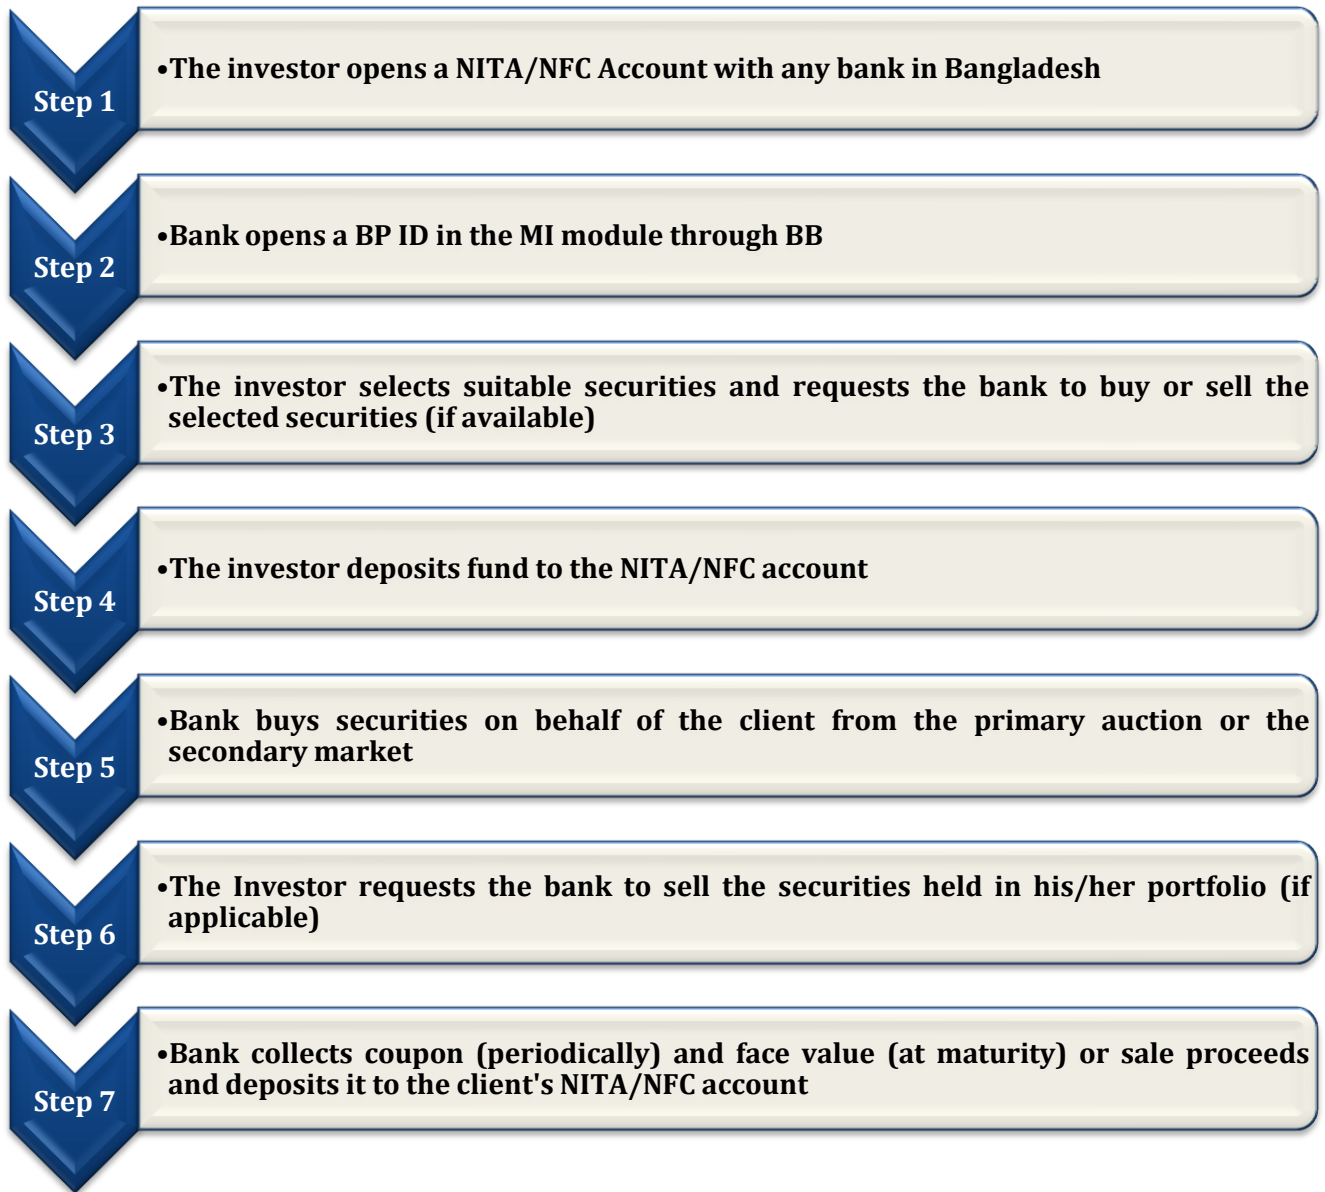 Step 1
•The investor opens a NITA/NFC Account with any bank in Bangladesh
Step 2
•Bank opens a BP ID in the MI module through BB
Step 3
•The investor selects suitable securities and requests the bank to buy or sell the
selected securities (if available)
Step 4
•The investor deposits fund to the NITA/NFC account
Step 5
•Bank buys securities on behalf of the client from the primary auction or the
secondary market
Step 6
•The Investor requests the bank to sell the securities held in his/her portfolio (if
applicable)
Step 7
•Bank collects coupon (periodically) and face value (at maturity) or sale proceeds
and deposits it to the client's NITA/NFC account